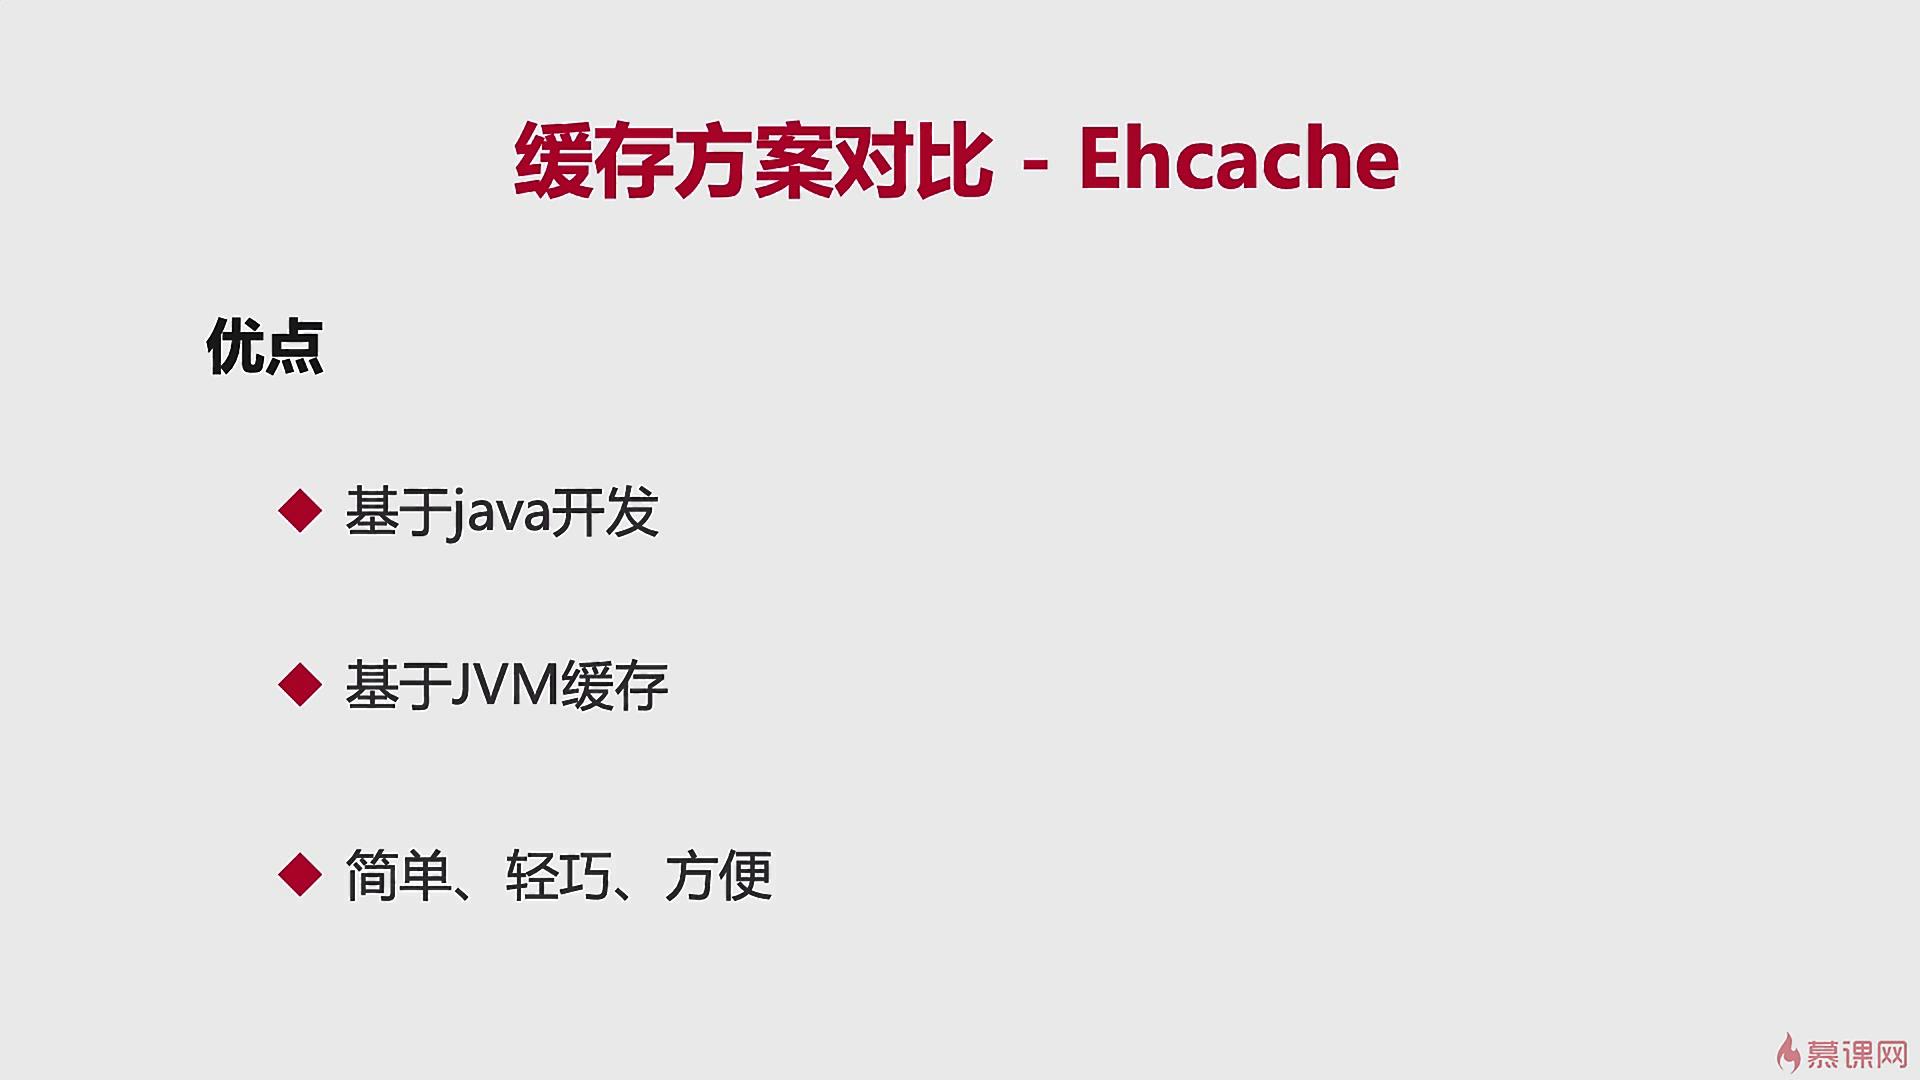 缓存方案对比 - Ehcache
优点
基于java开发
基于JVM缓存
简单、轻巧、方便
慕课网